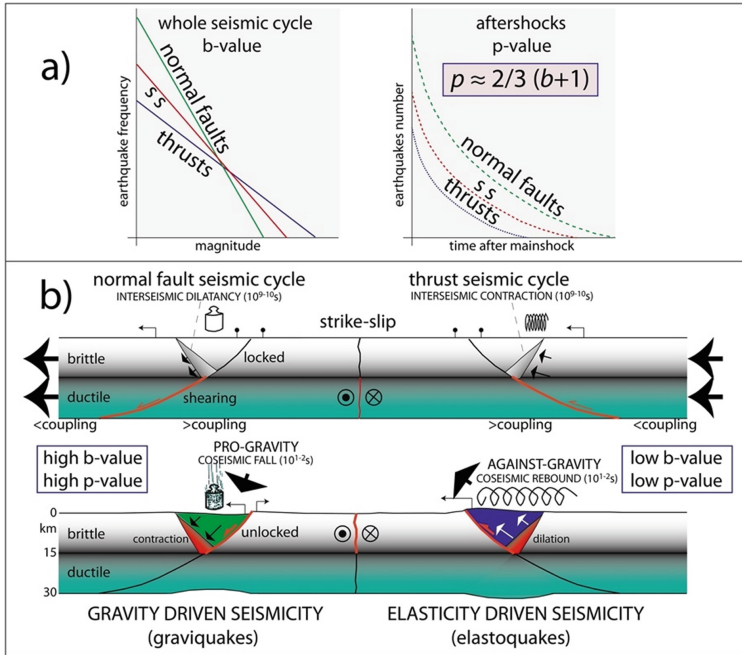 a)
whole seismic cycle
b-value
earthquake frequency
normal faults
s s
thrusts
magnitude
aftershocks
p-value
p ≈ 2/3 (b+1)
earthquakes number
normal faults
s s
thrusts
time after mainshock
b)
normal fault seismic cycle
INTERSEISMIC DILATANCY (10⁹⁻¹⁰s)
thrust seismic cycle
INTERSEISMIC CONTRACTION (10⁹⁻¹⁰s)
strike-slip
brittle
locked
ductile
shearing
<coupling
>coupling
>coupling
<coupling
high b-value
high p-value
PRO-GRAVITY
COSEISMIC FALL (10¹⁻²s)
AGAINST-GRAVITY
COSEISMIC REBOUND (10¹⁻²s)
low b-value
low p-value
0
km
brittle
contraction
unlocked
dilation
15
ductile
30
GRAVITY DRIVEN SEISMICITY
(graviquakes)
ELASTICITY DRIVEN SEISMICITY
(elastoquakes)